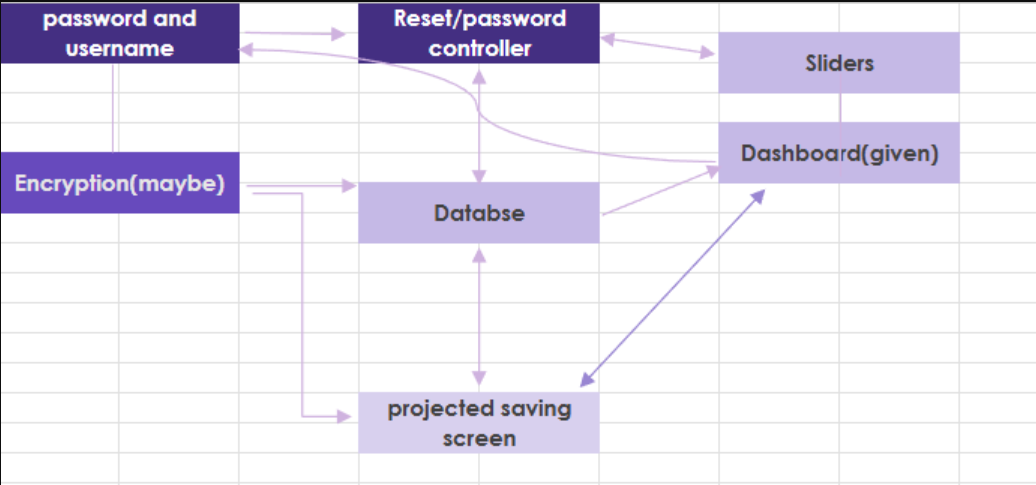 password and
username
Reset/password
controller
Sliders
Dashboard(given)
Encryption(maybe)
Databse
projected saving
screen